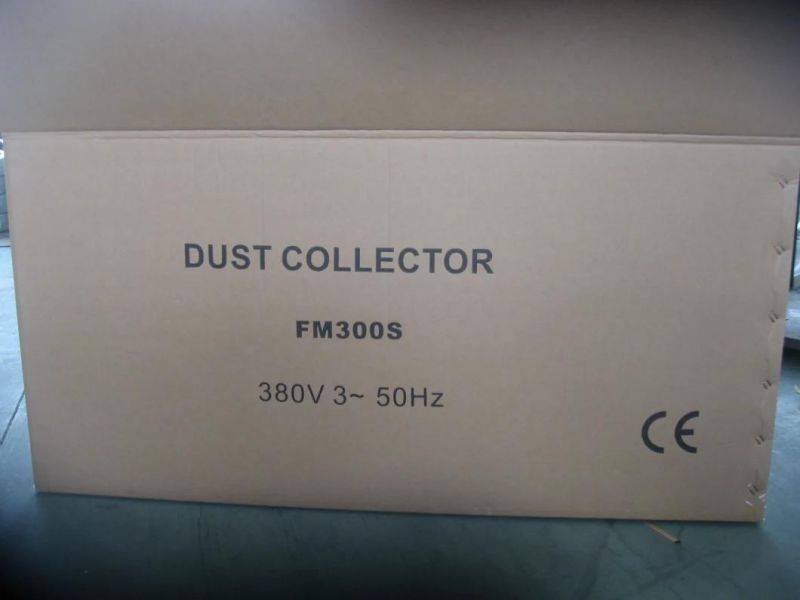 DUST COLLECTOR
FM300S
380V 3~ 50Hz
CE